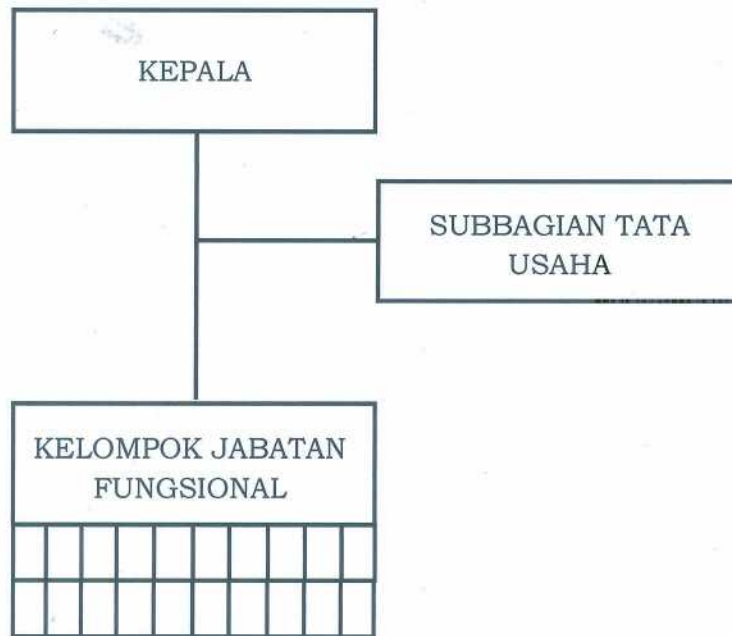 KEPALA
SUBBAGIAN TATA
USAHA
KELOMPOK JABATAN
FUNGSIONAL